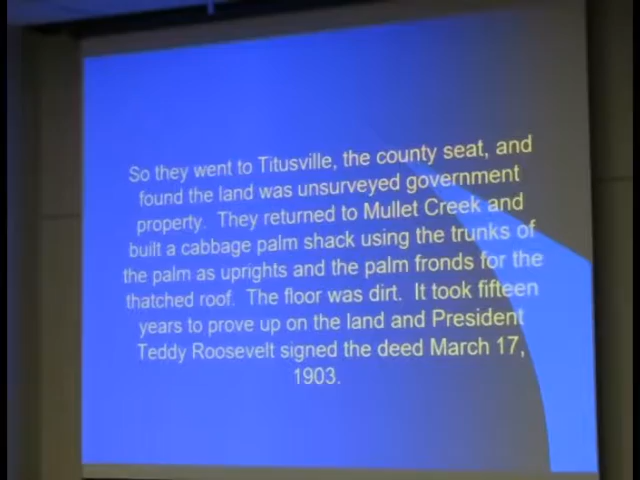 So they went to Titusville, the county seat, and
found the land was unsurveyed government
property. They returned to Mullet Creek and
built a cabbage palm shack using the trunks of
the palm as uprights and the palm fronds for the
thatched roof. The floor was dirt. It took fifteen
years to prove up on the land and President
Teddy Roosevelt signed the deed March 17,
1903.